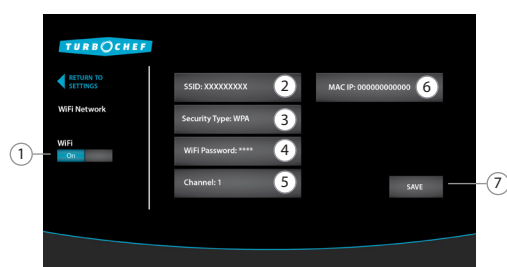 TURBOCHEF
RETURN TO
SETTINGS
WiFi Network
WiFi
On
1
SSID: XXXXXXXXX
2
Security Type: WPA
3
WiFi Password: ****
4
Channel: 1
5
MAC IP: 000000000000
6
SAVE
7